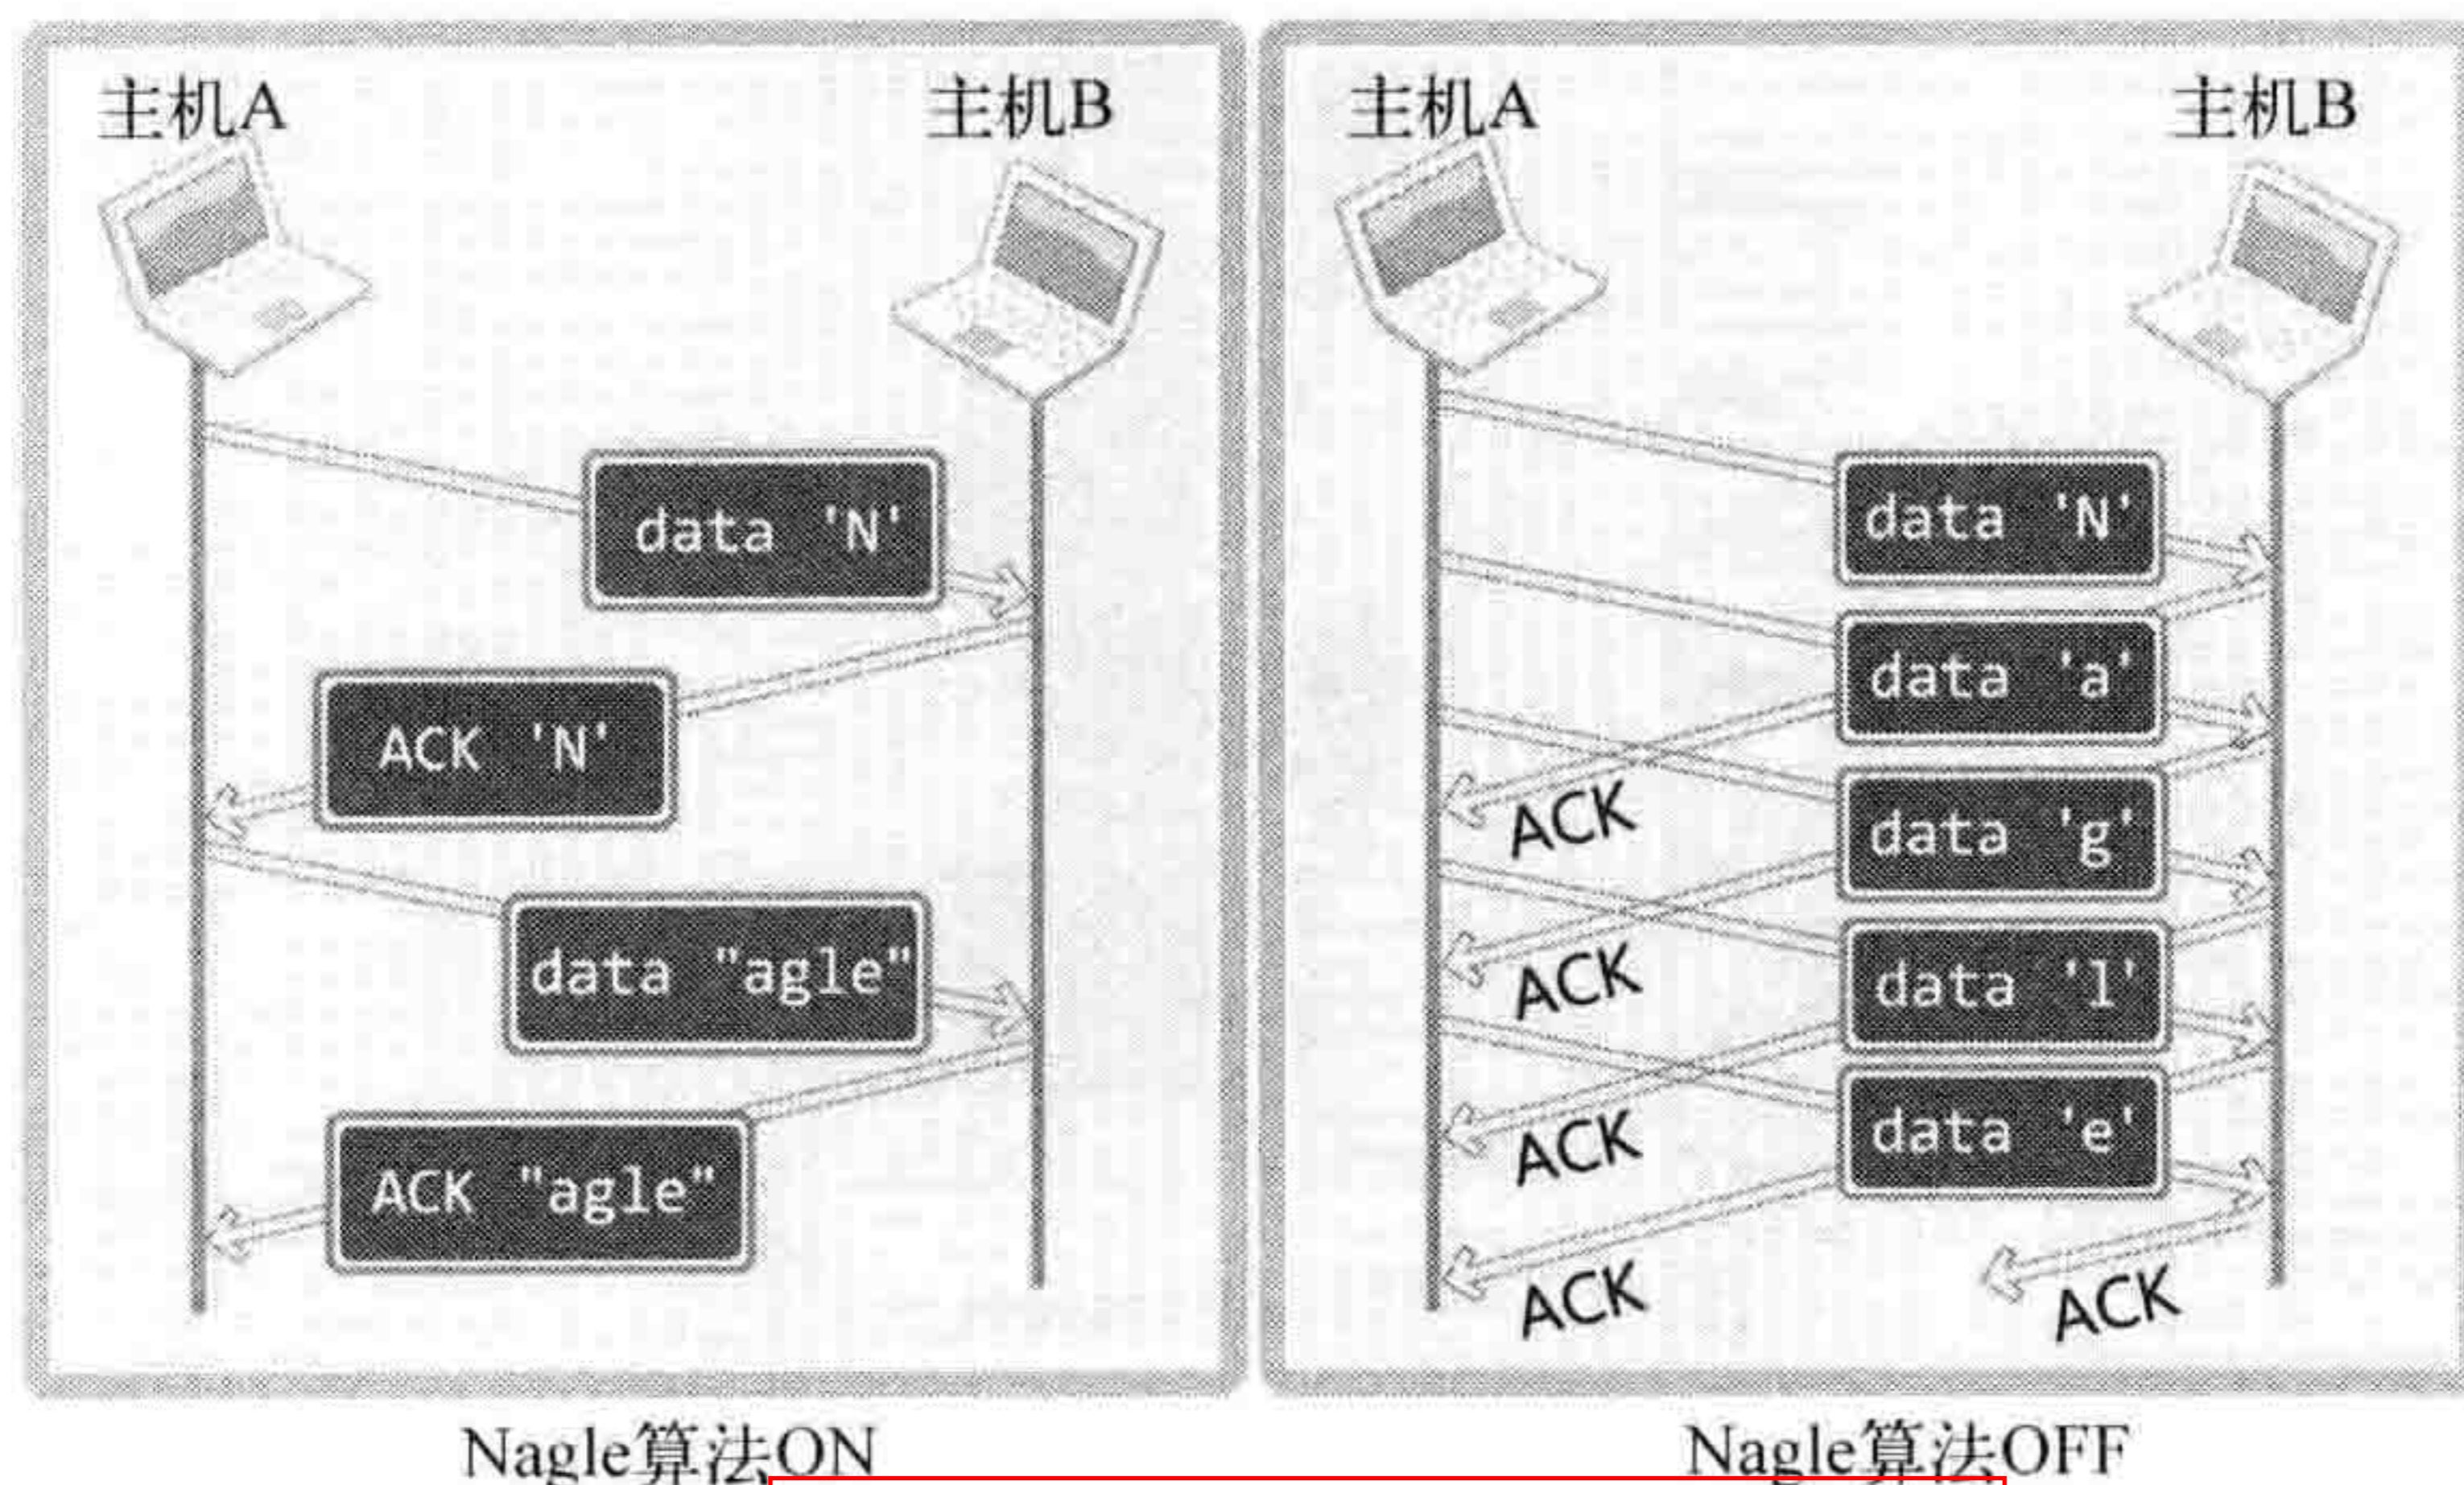 主机A
主机B
data 'N'
ACK 'N'
data "agle"
ACK "agle"
Nagle算法ON
主机A
主机B
data 'N'
data 'a'
data 'g'
data 'l'
data 'e'
ACK
ACK
ACK
ACK
ACK
Nagle算法OFF